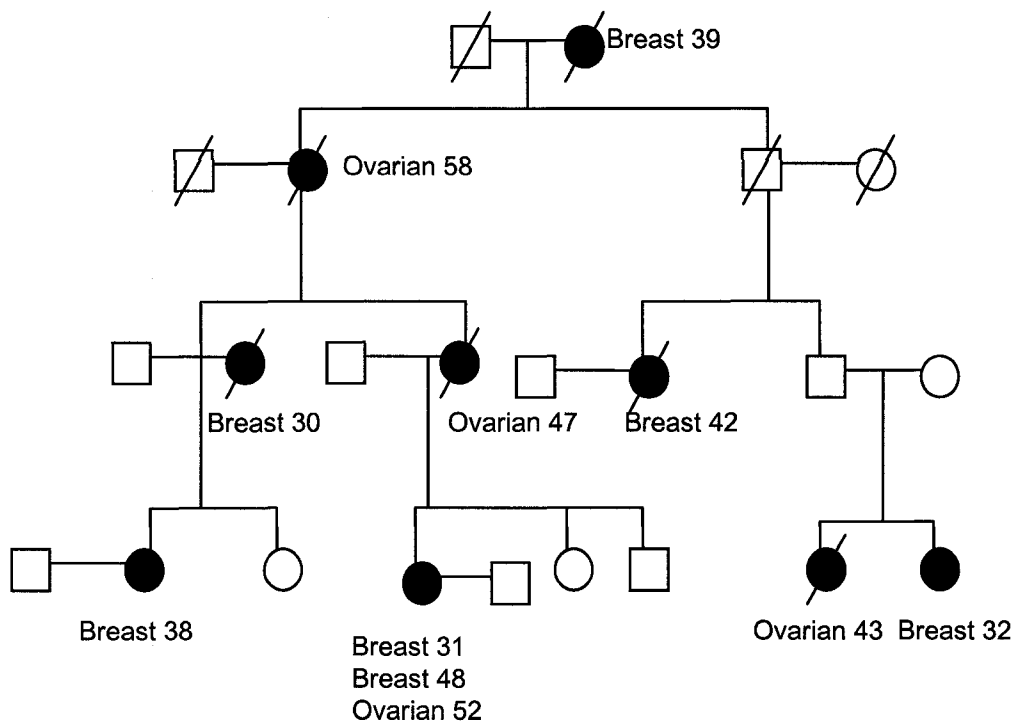 Breast 39
Ovarian 58
Breast 30
Ovarian 47
Breast 42
Breast 38
Breast 31
Breast 48
Ovarian 52
Ovarian 43
Breast 32